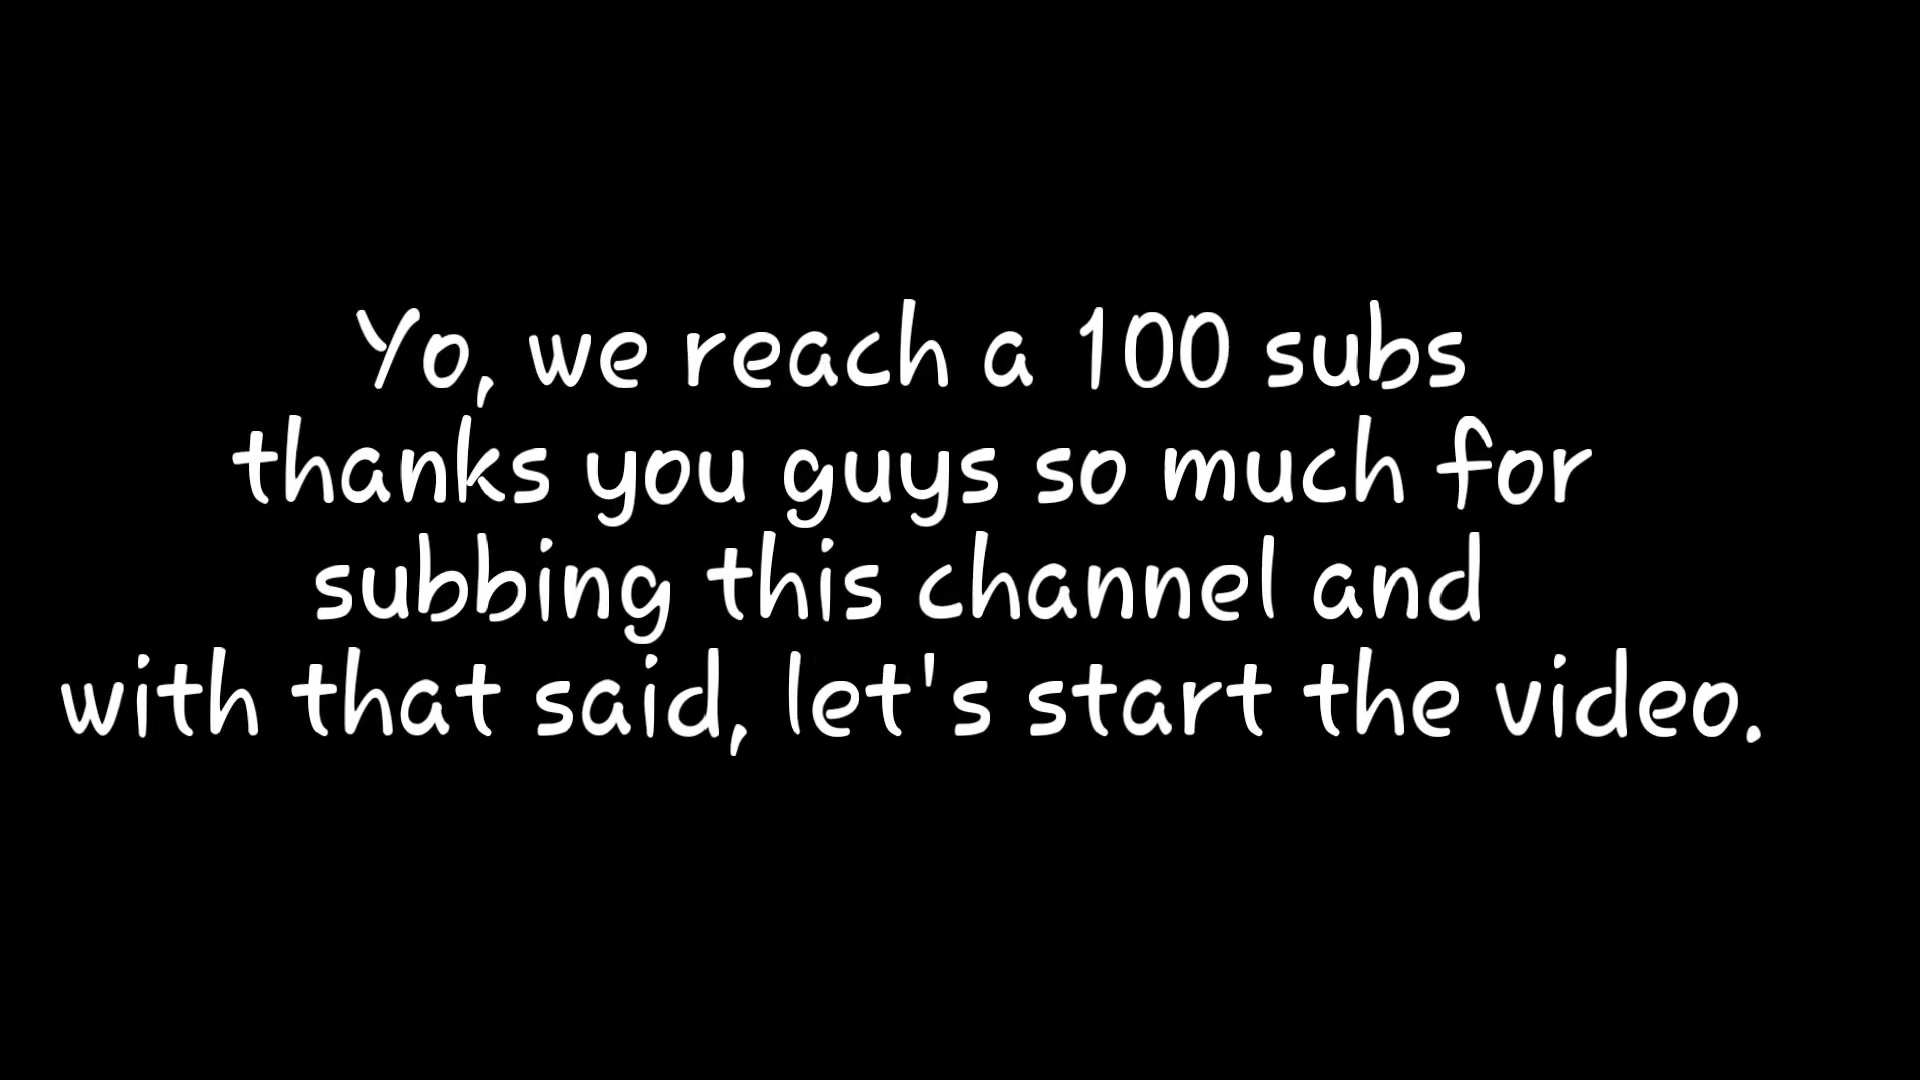 Yo, we reach a 100 subs
thanks you guys so much for
subbing this channel and
with that said, let's start the video.